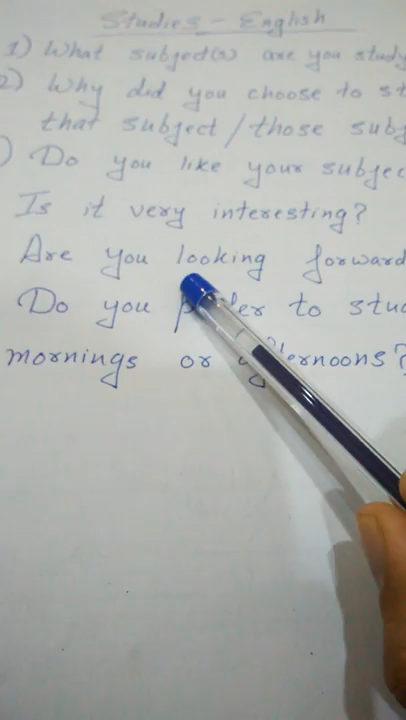 Studies - English
1) What subject(s) are you study
2) Why did you choose to st
that subject / those subj
) Do you like your subjec
Is it very interesting?
Are you looking forward
Do you to stu
mornings or